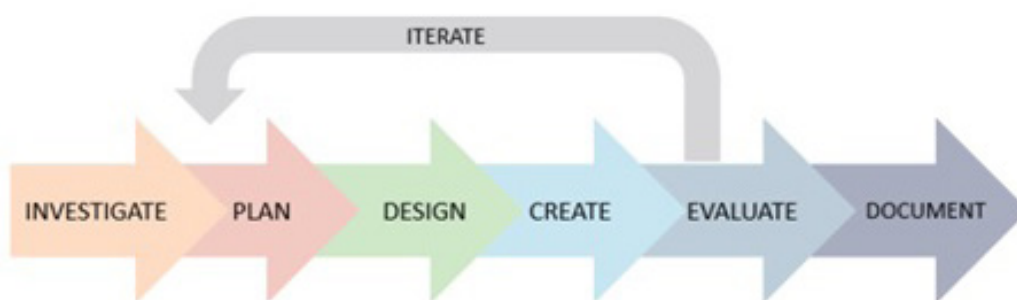 ITERATE
INVESTIGATE
PLAN
DESIGN
CREATE
EVALUATE
DOCUMENT